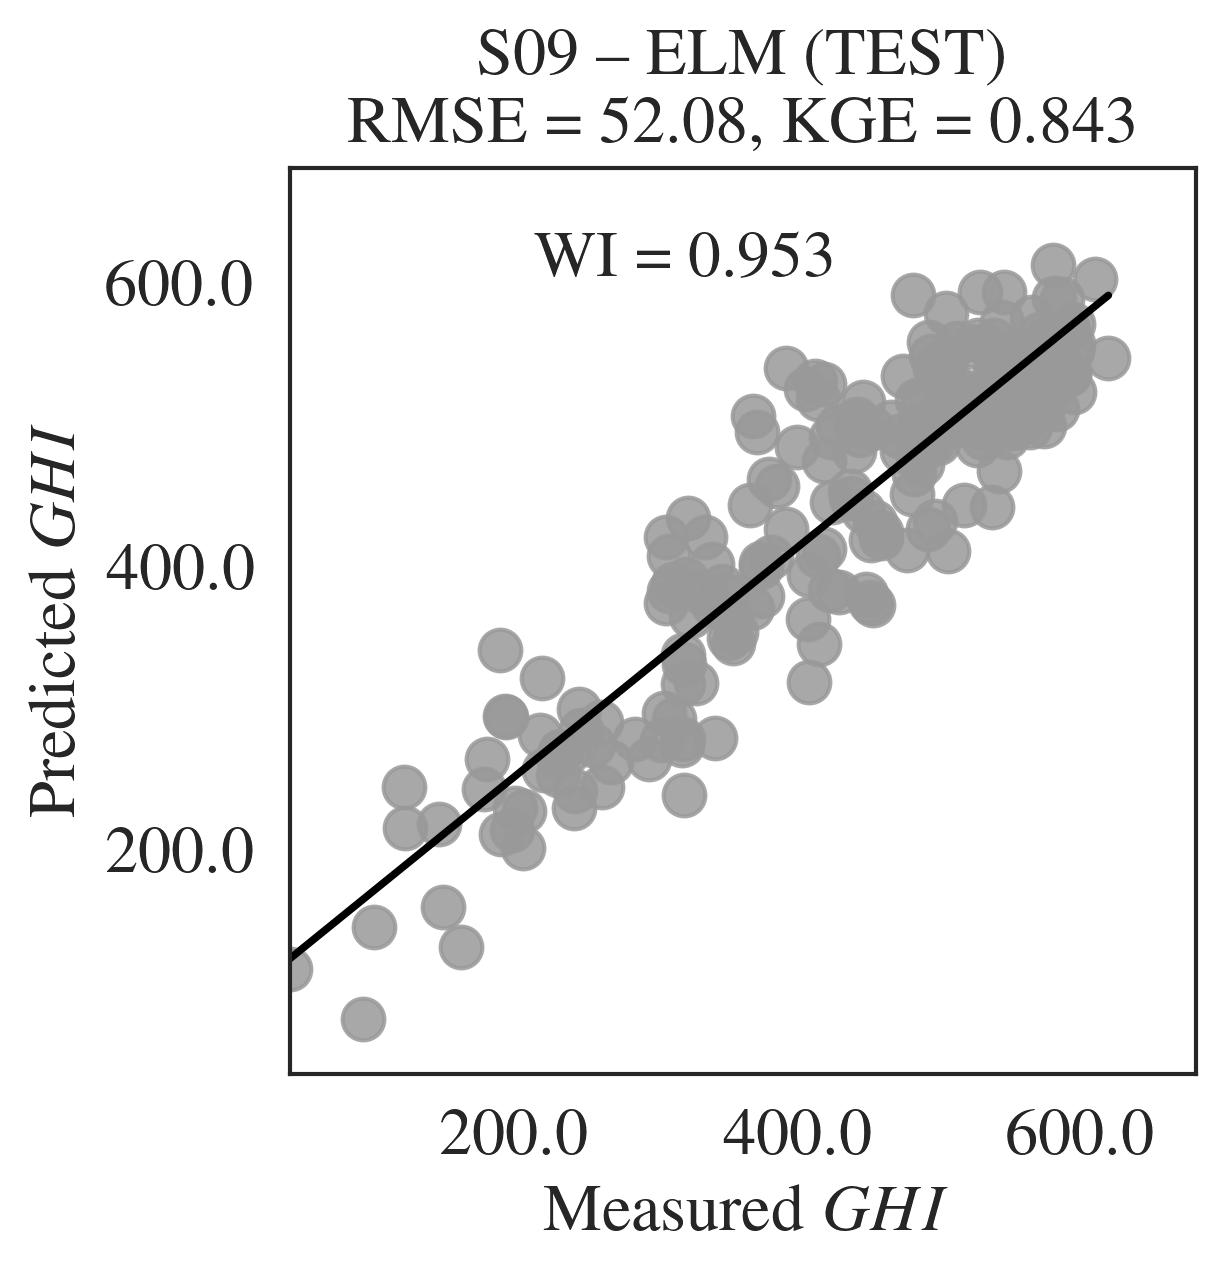 S09 – ELM (TEST)
RMSE = 52.08, KGE = 0.843
WI = 0.953
600.0
400.0
200.0
Predicted GHI
200.0 400.0 600.0
Measured GHI